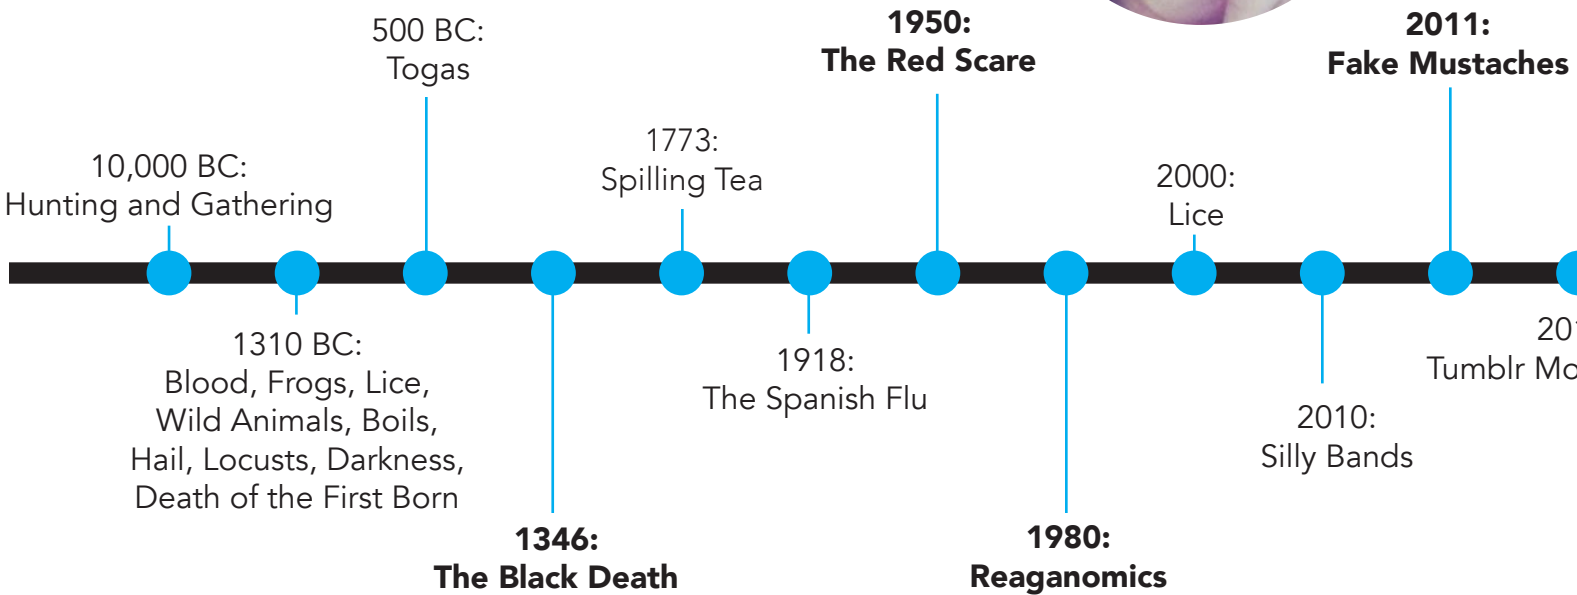 10,000 BC:
Hunting and Gathering
1310 BC:
Blood, Frogs, Lice,
Wild Animals, Boils,
Hail, Locusts, Darkness,
Death of the First Born
500 BC:
Togas
1346:
The Black Death
1773:
Spilling Tea
1918:
The Spanish Flu
1950:
The Red Scare
1980:
Reaganomics
2000:
Lice
2010:
Silly Bands
2011:
Fake Mustaches
Tumblr